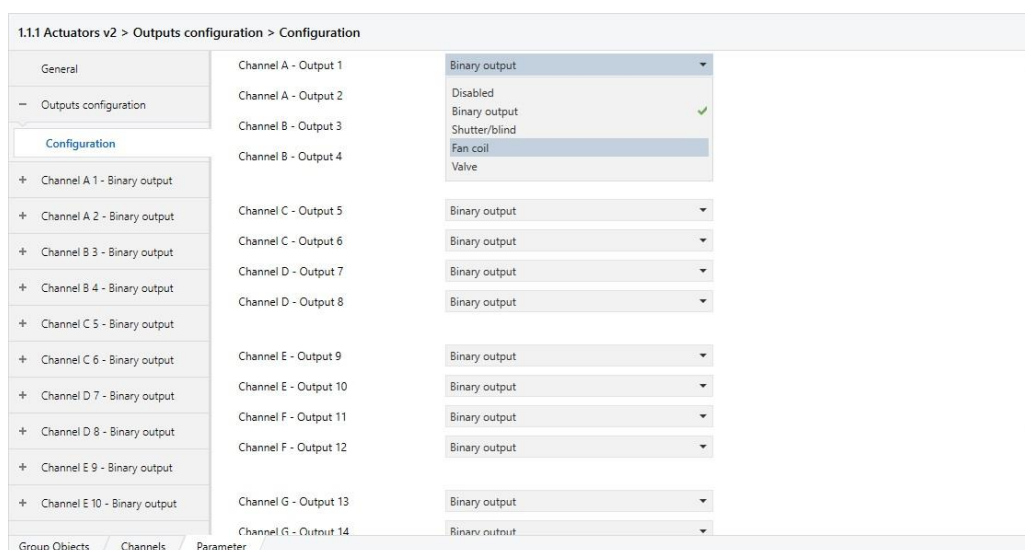 1.1.1 Actuators v2 > Outputs configuration > Configuration
General
− Outputs configuration
Configuration
+ Channel A 1 - Binary output
+ Channel A 2 - Binary output
+ Channel B 3 - Binary output
+ Channel B 4 - Binary output
+ Channel C 5 - Binary output
+ Channel C 6 - Binary output
+ Channel D 7 - Binary output
+ Channel D 8 - Binary output
+ Channel E 9 - Binary output
+ Channel E 10 - Binary output
Channel A - Output 1 Binary output
Disabled
Binary output
Shutter/blind
Fan coil
Valve
Channel A - Output 2
Channel B - Output 3
Channel B - Output 4
Channel C - Output 5 Binary output
Channel C - Output 6 Binary output
Channel D - Output 7 Binary output
Channel D - Output 8 Binary output
Channel E - Output 9 Binary output
Channel E - Output 10 Binary output
Channel F - Output 11 Binary output
Channel F - Output 12 Binary output
Channel G - Output 13 Binary output
Channel G - Output 14 Binary output
Group Objects Channels Parameter